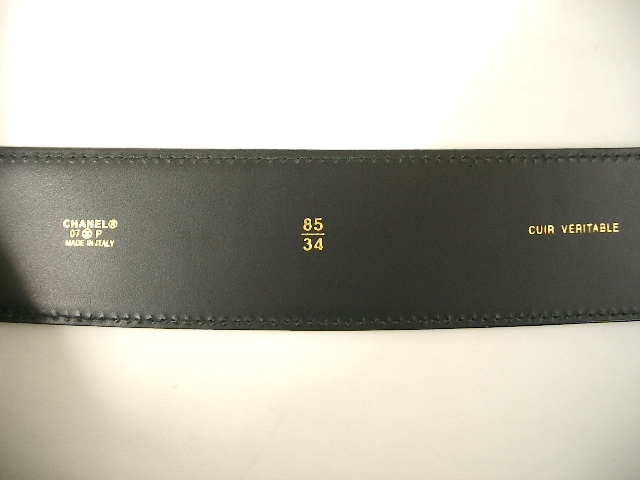 CHANEL®
07 P
MADE IN ITALY
85
34
CUIR VERITABLE